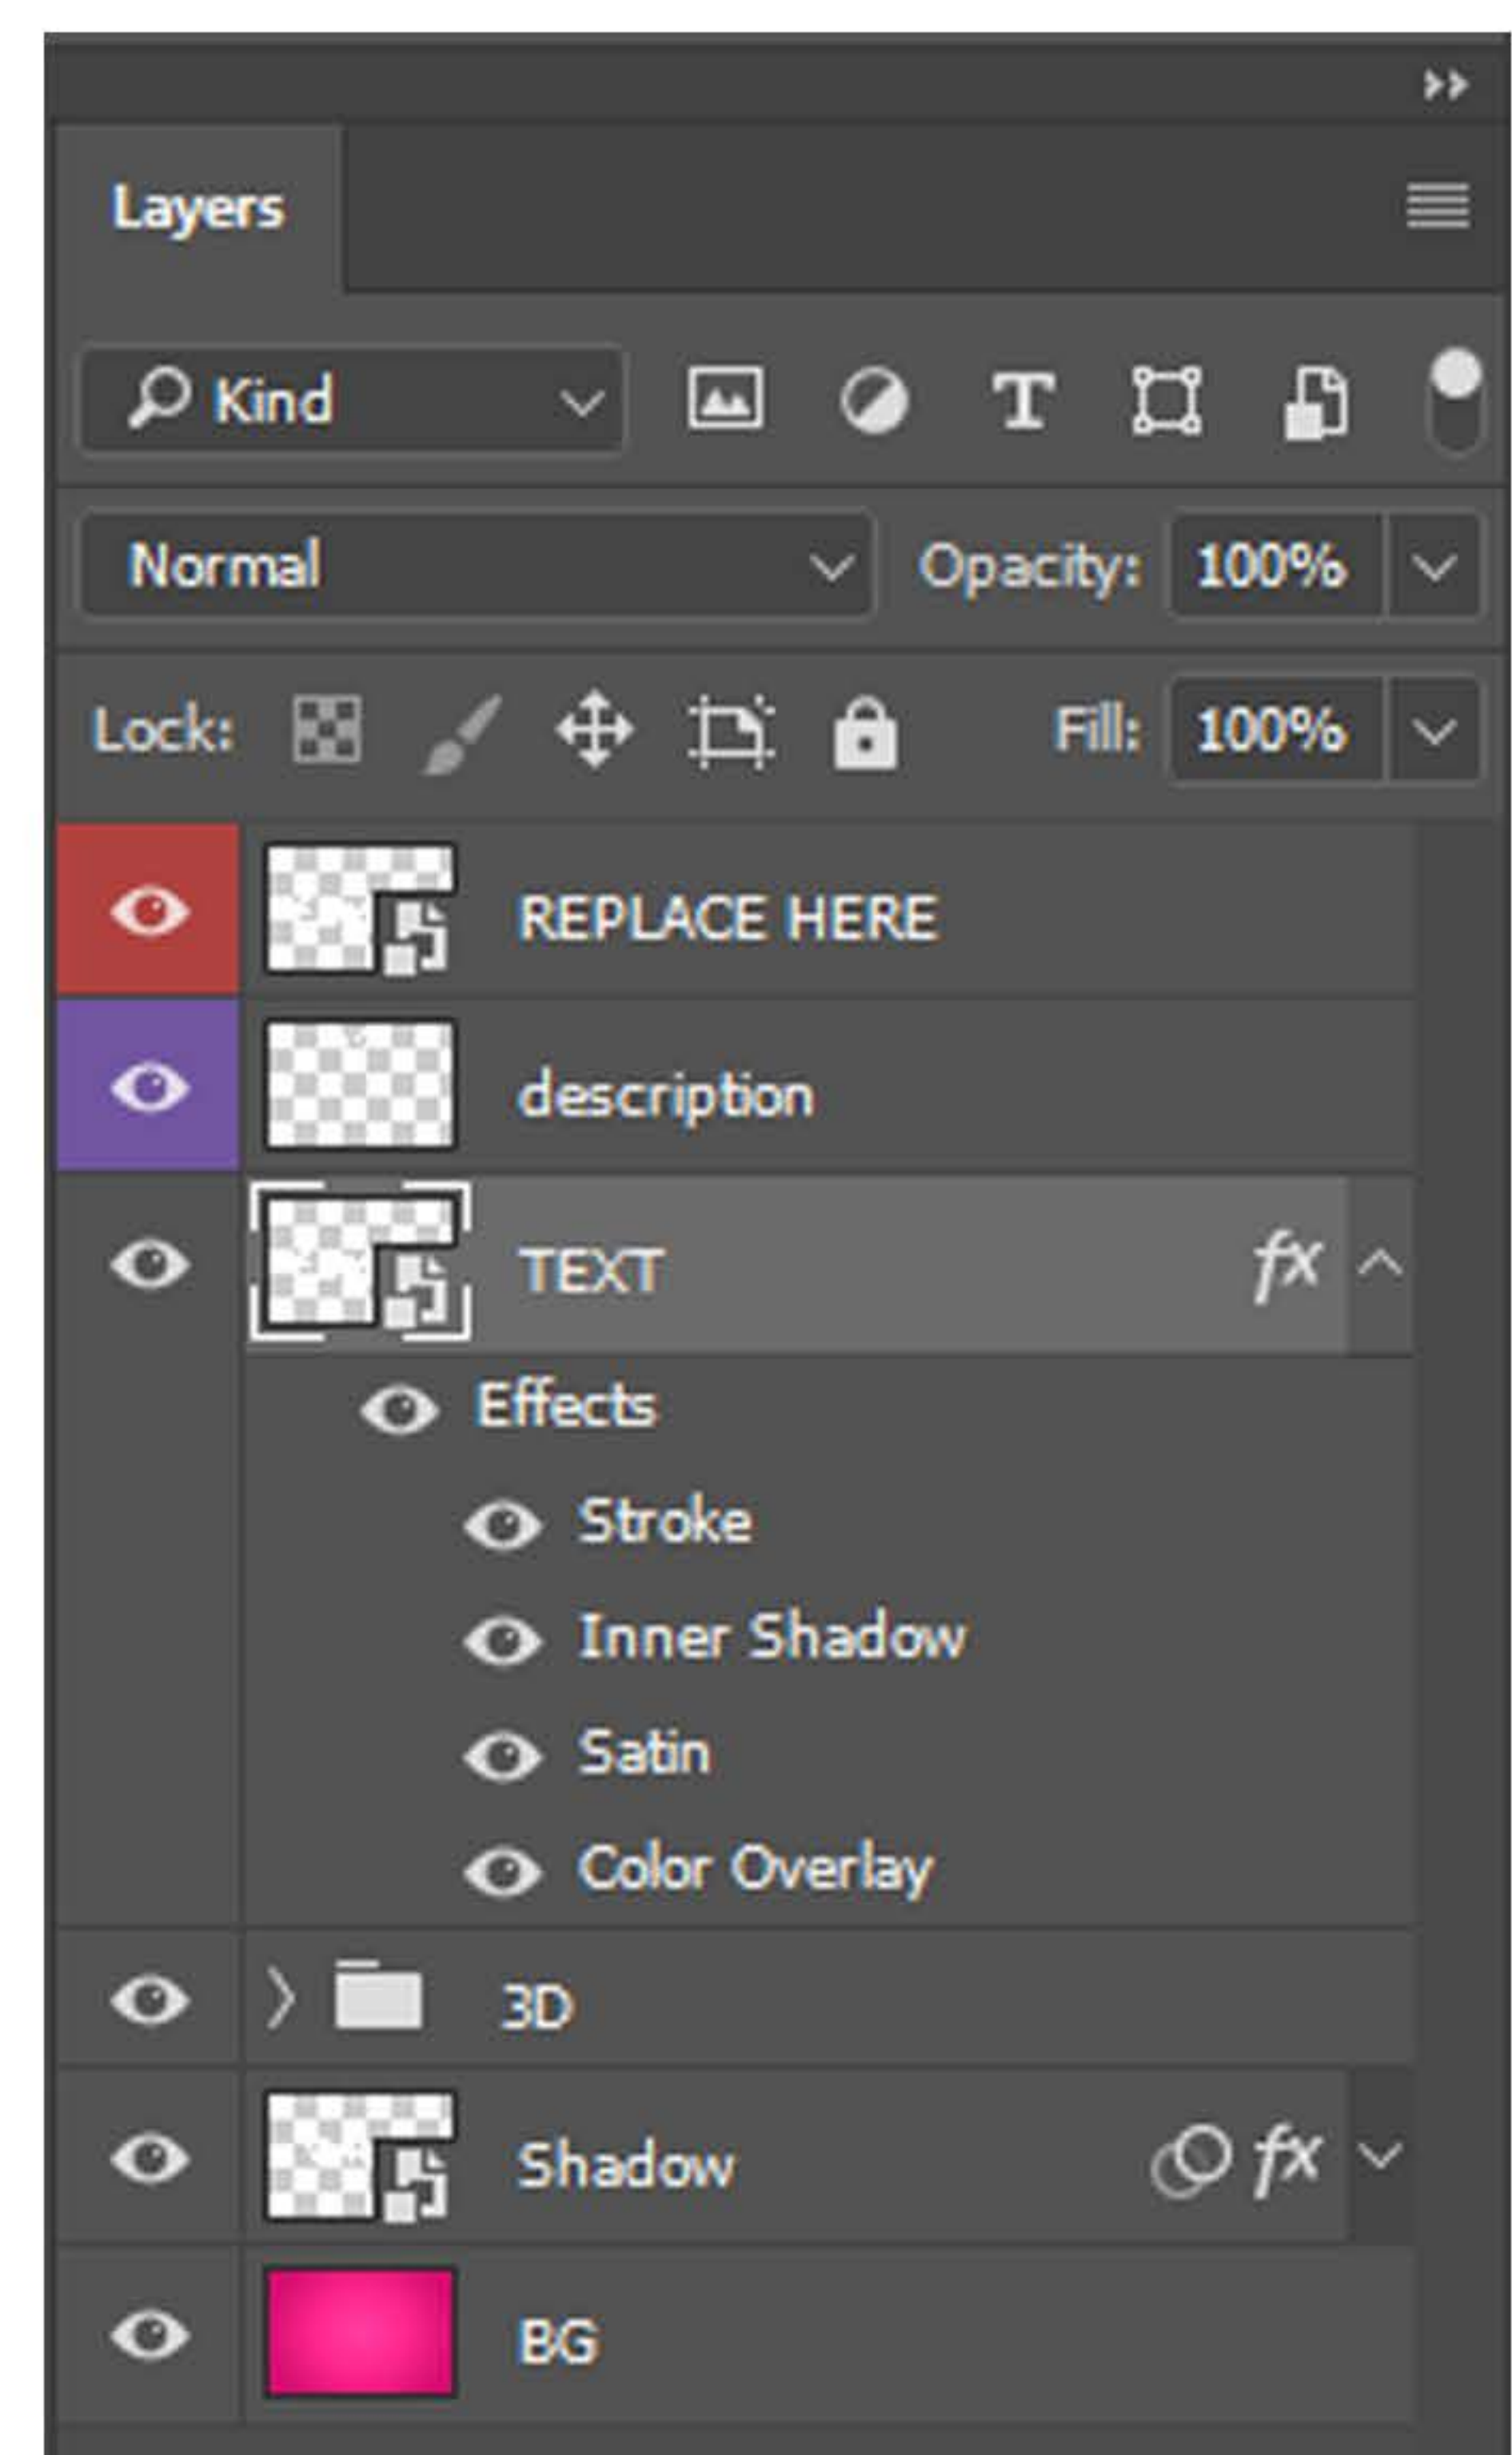 Layers
Kind
Normal Opacity: 100%
Lock: Fill: 100%
REPLACE HERE
description
TEXT fx
Effects
Stroke
Inner Shadow
Satin
Color Overlay
3D
Shadow fx
BG